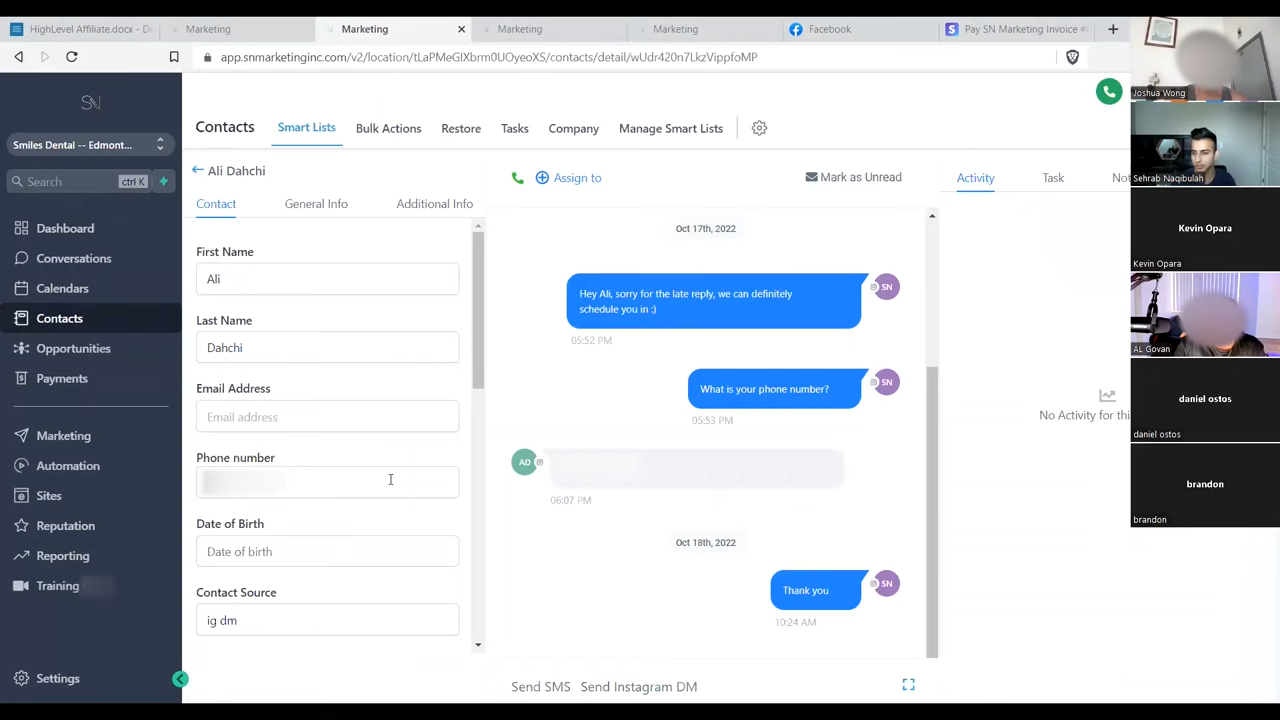 HighLevel Affiliate.docx - Do
Marketing
Marketing
Marketing
Marketing
Facebook
Pay SN Marketing Invoice #
app.snmarketinginc.com/v2/location/tLaPMeGlXbrm0UOyeoXS/contacts/detail/wUdr420n7LkzVippfoMP
SN
Smiles Dental -- Edmont...
Search
ctrl K
Dashboard
Conversations
Calendars
Contacts
Opportunities
Payments
Marketing
Automation
Sites
Reputation
Reporting
Training
Settings
Contacts
Smart Lists
Bulk Actions
Restore
Tasks
Company
Manage Smart Lists
Ali Dahchi
Contact
General Info
Additional Info
First Name
Ali
Last Name
Dahchi
Email Address
Email address
Phone number
Date of Birth
Date of birth
Contact Source
ig dm
Assign to
Mark as Unread
Oct 17th, 2022
Hey Ali, sorry for the late reply, we can definitely
schedule you in :)
SN
05:52 PM
What is your phone number?
SN
05:53 PM
AD
06:07 PM
Oct 18th, 2022
Thank you
SN
10:24 AM
Send SMS
Send Instagram DM
Activity
Task
Not
No Activity for thi
Joshua Wong
Sehrab Naqibulah
Kevin Opara
Kevin Opara
AL Govan
daniel ostos
daniel ostos
brandon
brandon